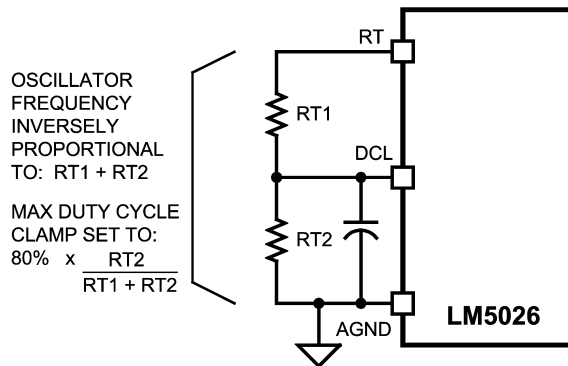 OSCILLATOR
FREQUENCY
INVERSELY
PROPORTIONAL
TO: RT1 + RT2
MAX DUTY CYCLE
CLAMP SET TO:
80% x RT2
RT1 + RT2
RT
RT1
DCL
RT2
AGND
LM5026